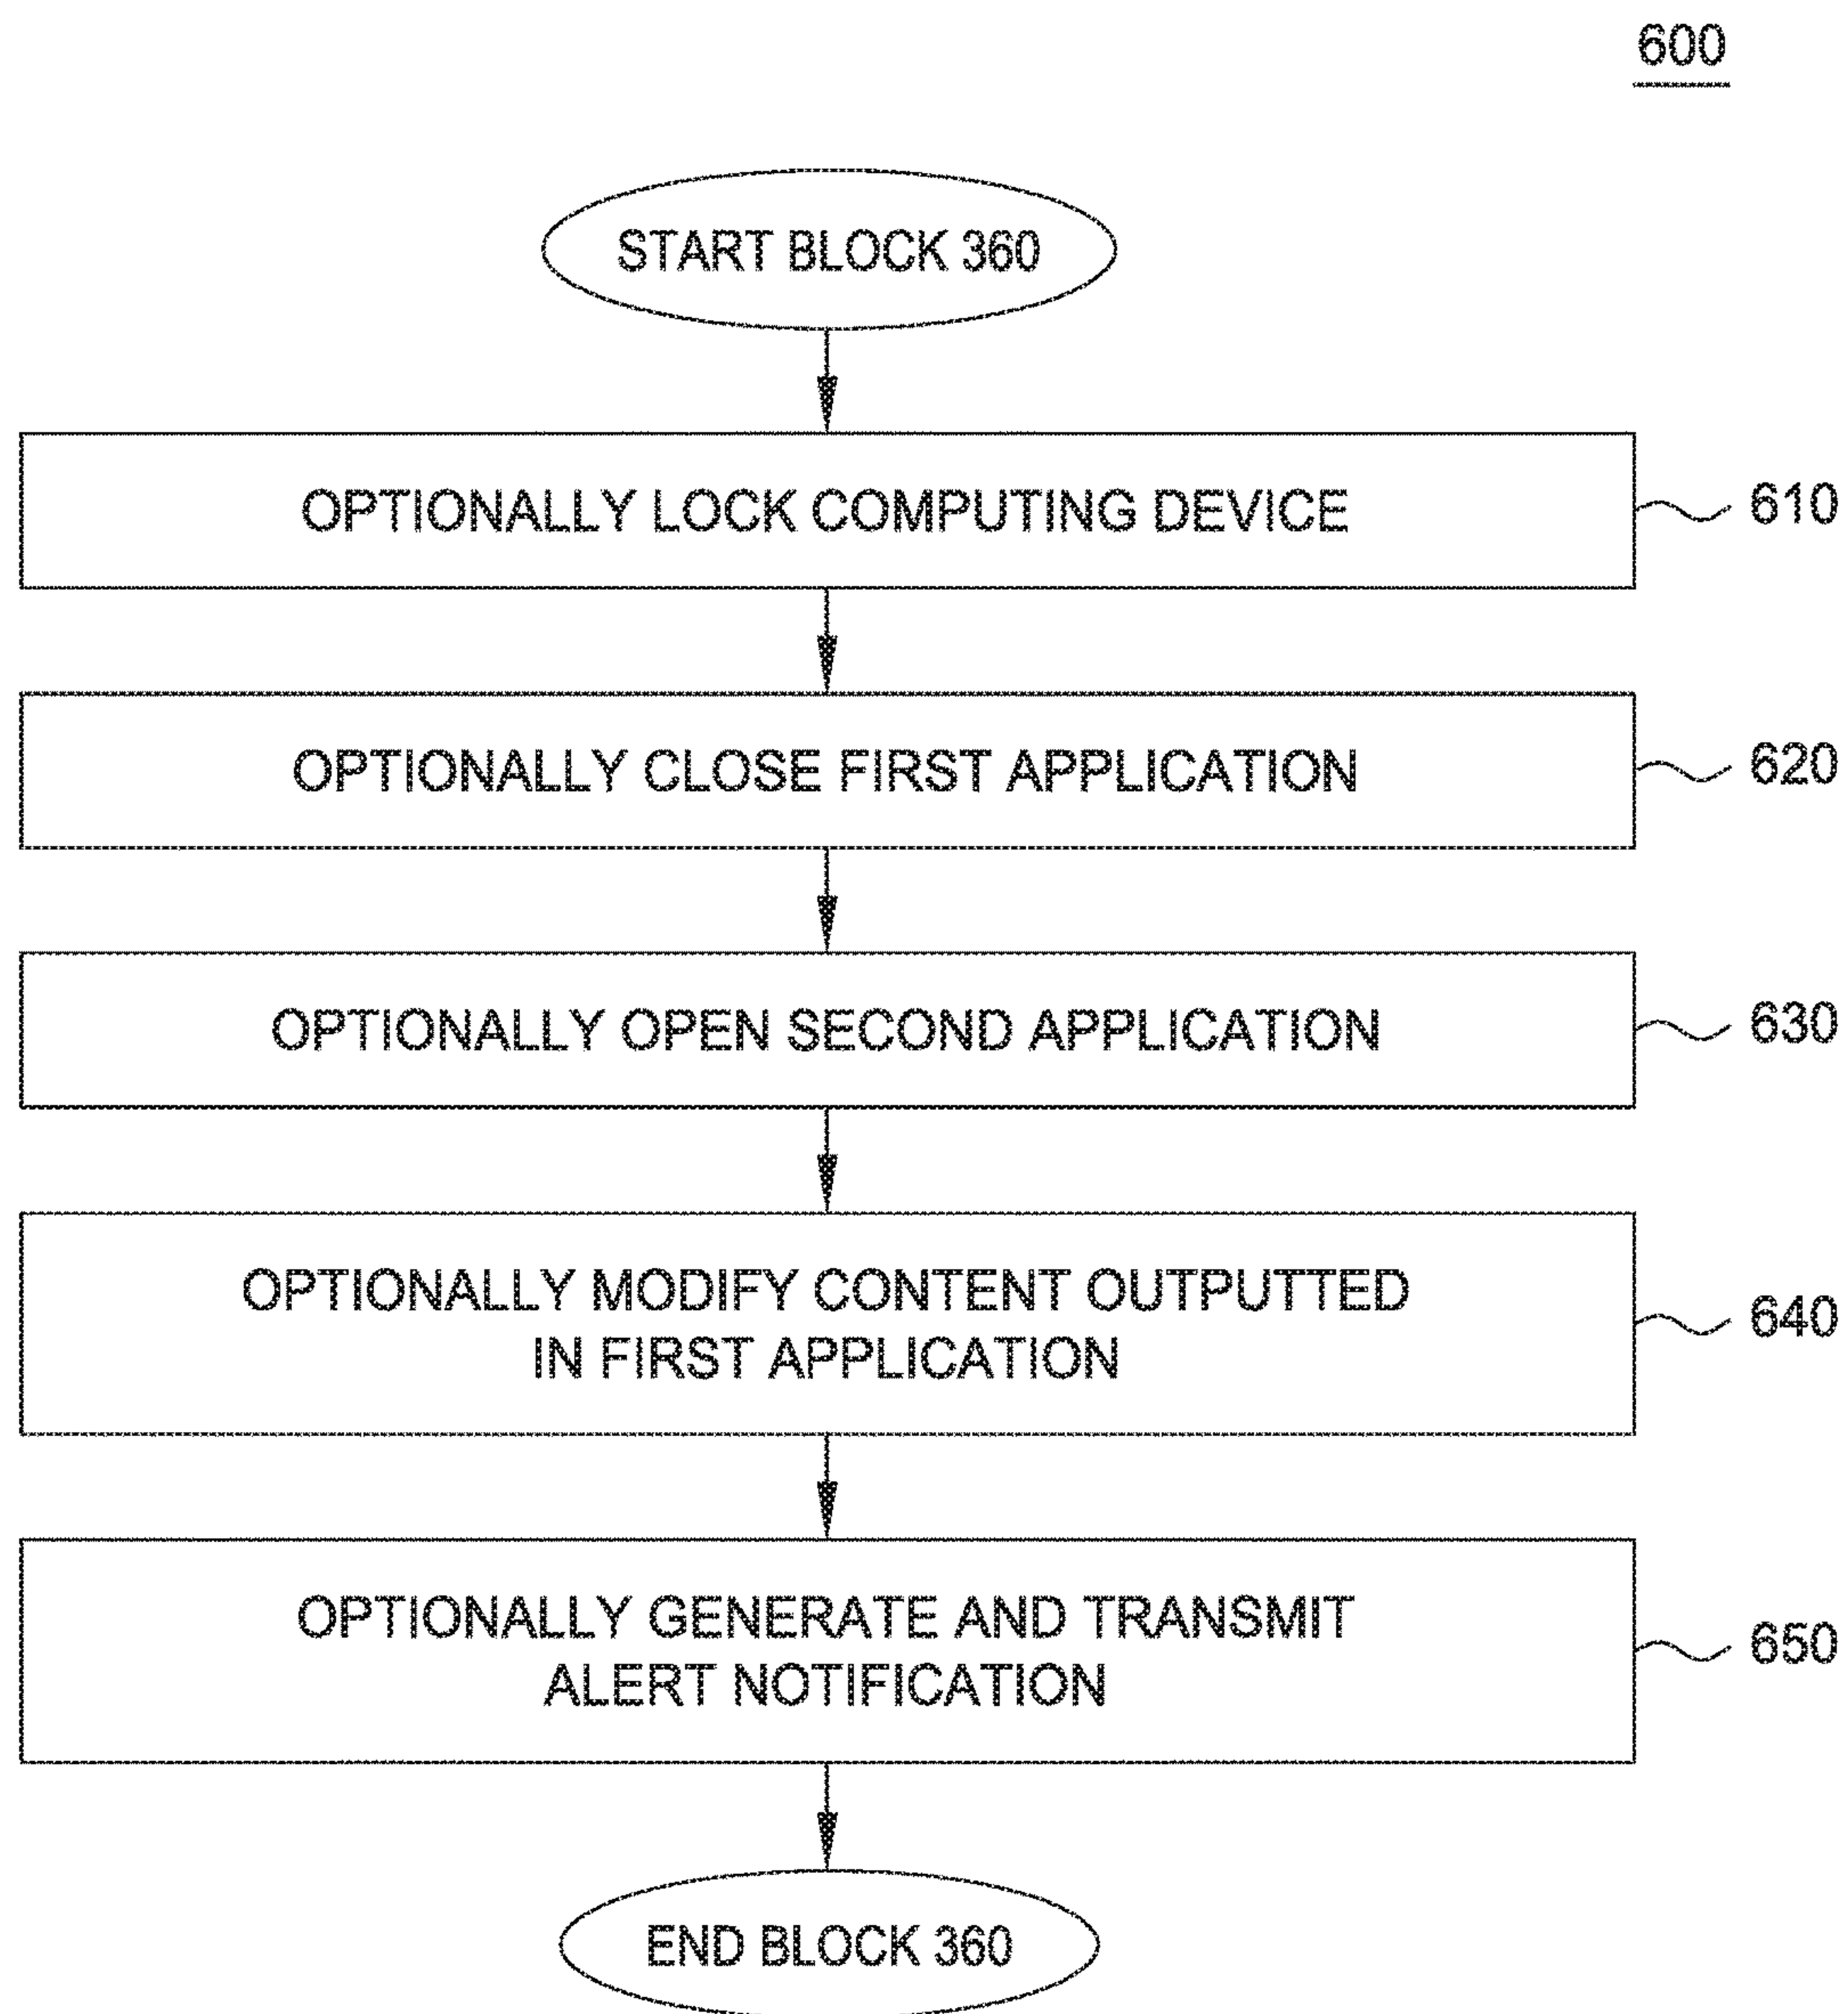 600
START BLOCK 360
OPTIONALLY LOCK COMPUTING DEVICE
610
OPTIONALLY CLOSE FIRST APPLICATION
620
OPTIONALLY OPEN SECOND APPLICATION
630
OPTIONALLY MODIFY CONTENT OUTPUTTED
IN FIRST APPLICATION
640
OPTIONALLY GENERATE AND TRANSMIT
ALERT NOTIFICATION
650
END BLOCK 360